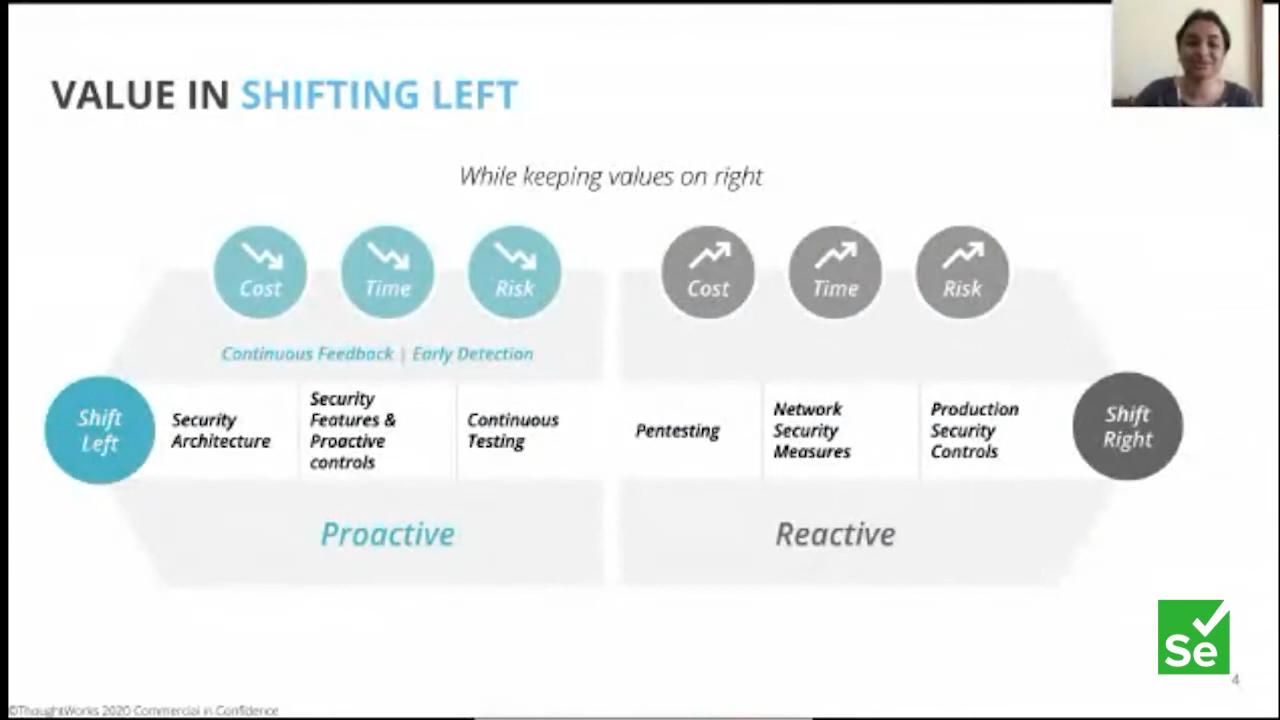 VALUE IN SHIFTING LEFT
While keeping values on right
Cost
Time
Risk
Cost
Time
Risk
Continuous Feedback | Early Detection
Shift
Left
Security
Architecture
Security
Features &
Proactive
controls
Continuous
Testing
Pentesting
Network
Security
Measures
Production
Security
Controls
Shift
Right
Proactive
Reactive
Se
4
©ThoughtWorks 2020 Commercial in Confidence